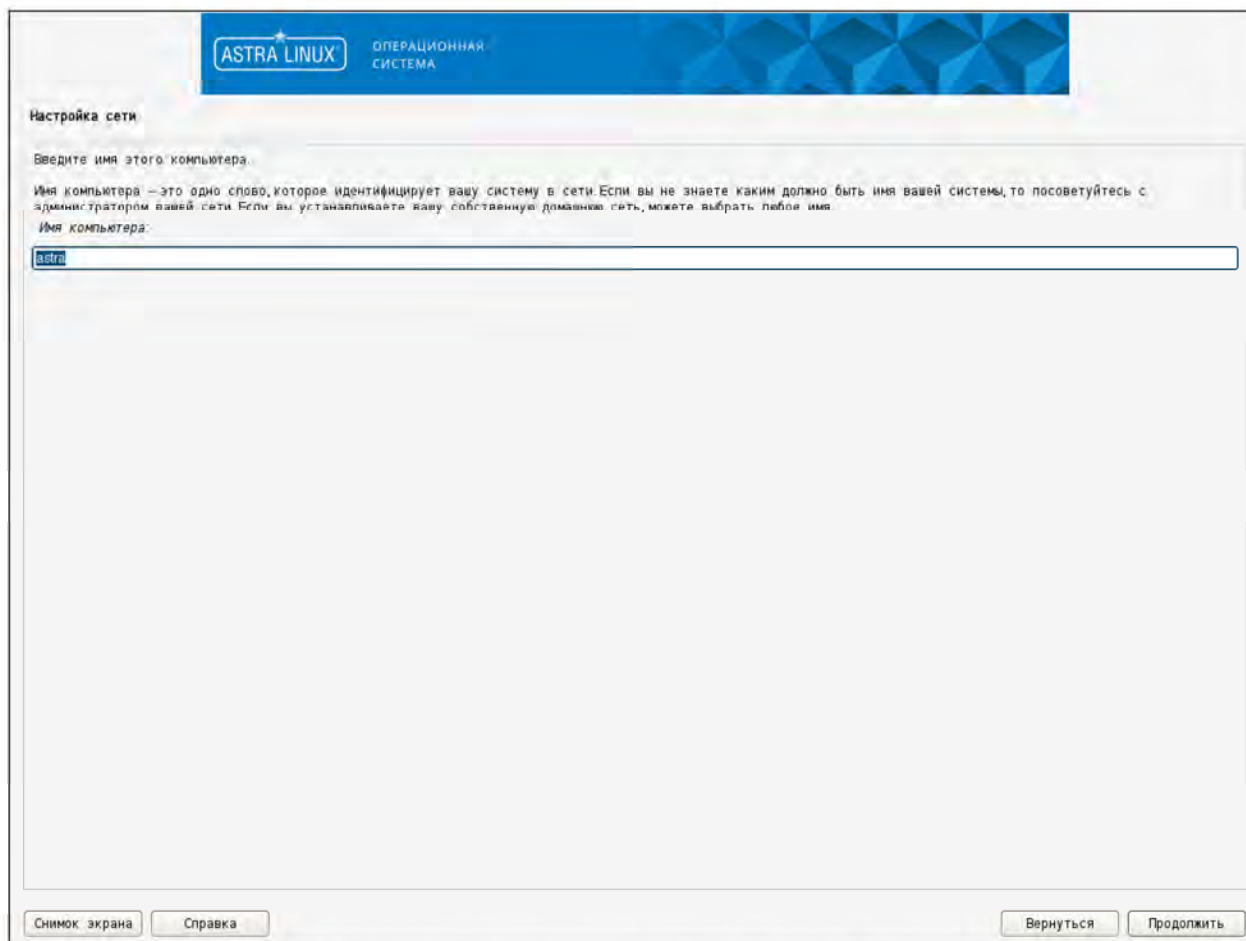 ASTRA LINUX
ОПЕРАЦИОННАЯ
СИСТЕМА
Настройка сети
Введите имя этого компьютера.
Имя компьютера – это одно слово, которое идентифицирует вашу систему в сети. Если вы не знаете каким должно быть имя вашей системы, то посоветуйтесь с
администратором вашей сети. Если вы устанавливаете вашу собственную домашнюю сеть, можете выбрать любое имя.
Имя компьютера:
astra
Снимок экрана
Справка
Вернуться
Продолжить